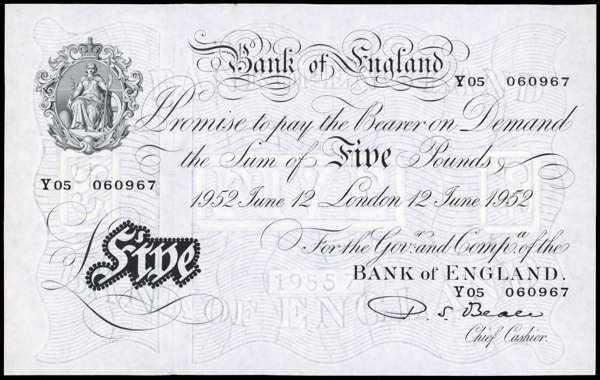 Bank of England
Y05 060967
I Promise to pay the Bearer on Demand
the Sum of Five Pounds
Y05 060967
1952 June 12 London 12 June 1952
For the Govr. and Compa. of the
Five
BANK of ENGLAND.
Y05 060967
P. S. Beale
Chief Cashier.